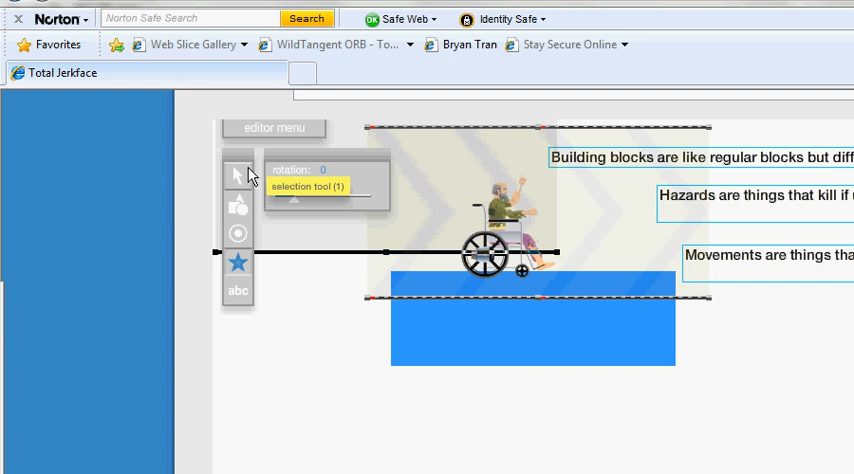 x Norton Norton Safe Search Search OK Safe Web Identity Safe
Favorites Web Slice Gallery WildTangent ORB - To... Bryan Tran Stay Secure Online
Total Jerkface
editor menu
rotation: 0
selection tool (1)
abc
Building blocks are like regular blocks but diff
Hazards are things that kill if
Movements are things tha